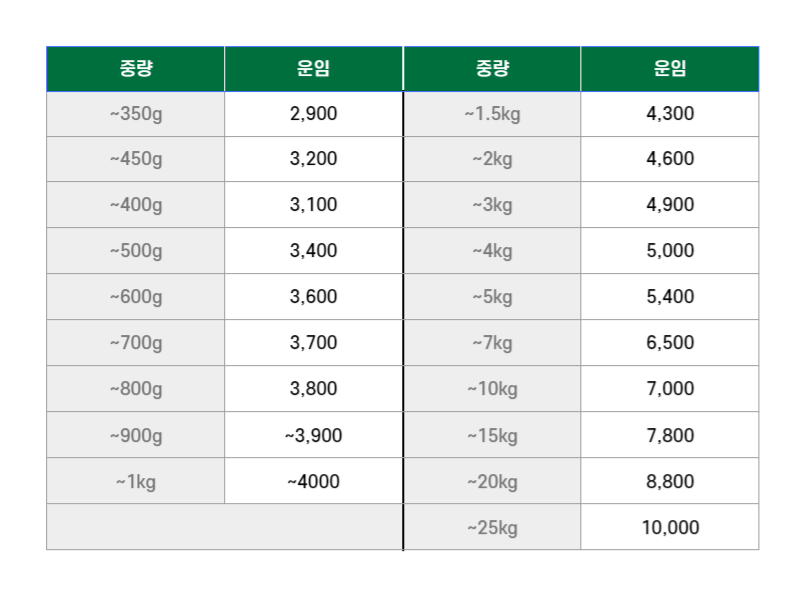 중량 운임 중량 운임
~350g 2,900 ~1.5kg 4,300
~450g 3,200 ~2kg 4,600
~400g 3,100 ~3kg 4,900
~500g 3,400 ~4kg 5,000
~600g 3,600 ~5kg 5,400
~700g 3,700 ~7kg 6,500
~800g 3,800 ~10kg 7,000
~900g ~3,900 ~15kg 7,800
~1kg ~4000 ~20kg 8,800
~25kg 10,000